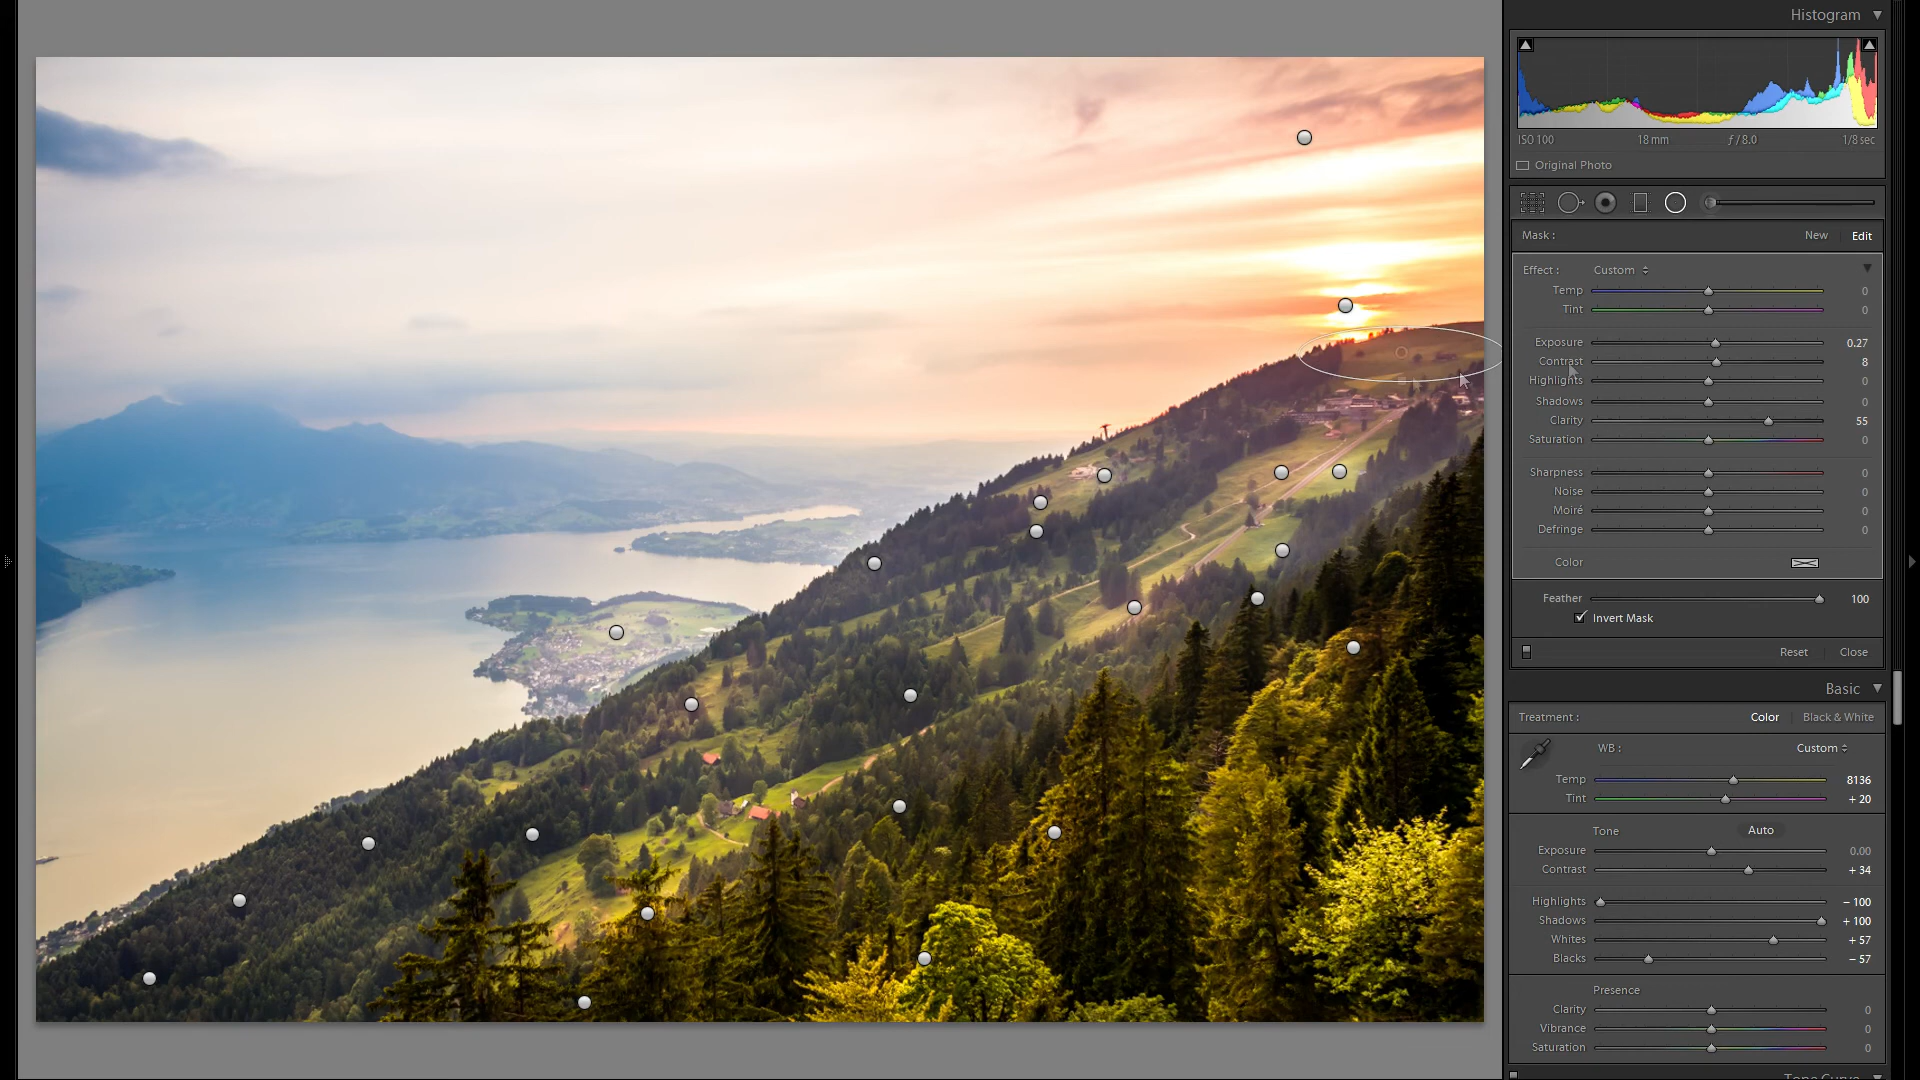 Histogram
ISO 100 18 mm ƒ / 8.0 1/8 sec
Original Photo
Mask : New Edit
Effect : Custom
Temp 0
Tint 0
Exposure 0.27
Contrast 8
Highlights 0
Shadows 0
Clarity 55
Saturation 0
Sharpness 0
Noise 0
Moiré 0
Defringe 0
Color
Feather 100
Invert Mask
Reset Close
Basic
Treatment : Color Black & White
WB : Custom
Temp 8136
Tint + 20
Tone Auto
Exposure 0.00
Contrast + 34
Highlights − 100
Shadows + 100
Whites + 57
Blacks − 57
Presence
Clarity 0
Vibrance 0
Saturation 0
Tone Curve